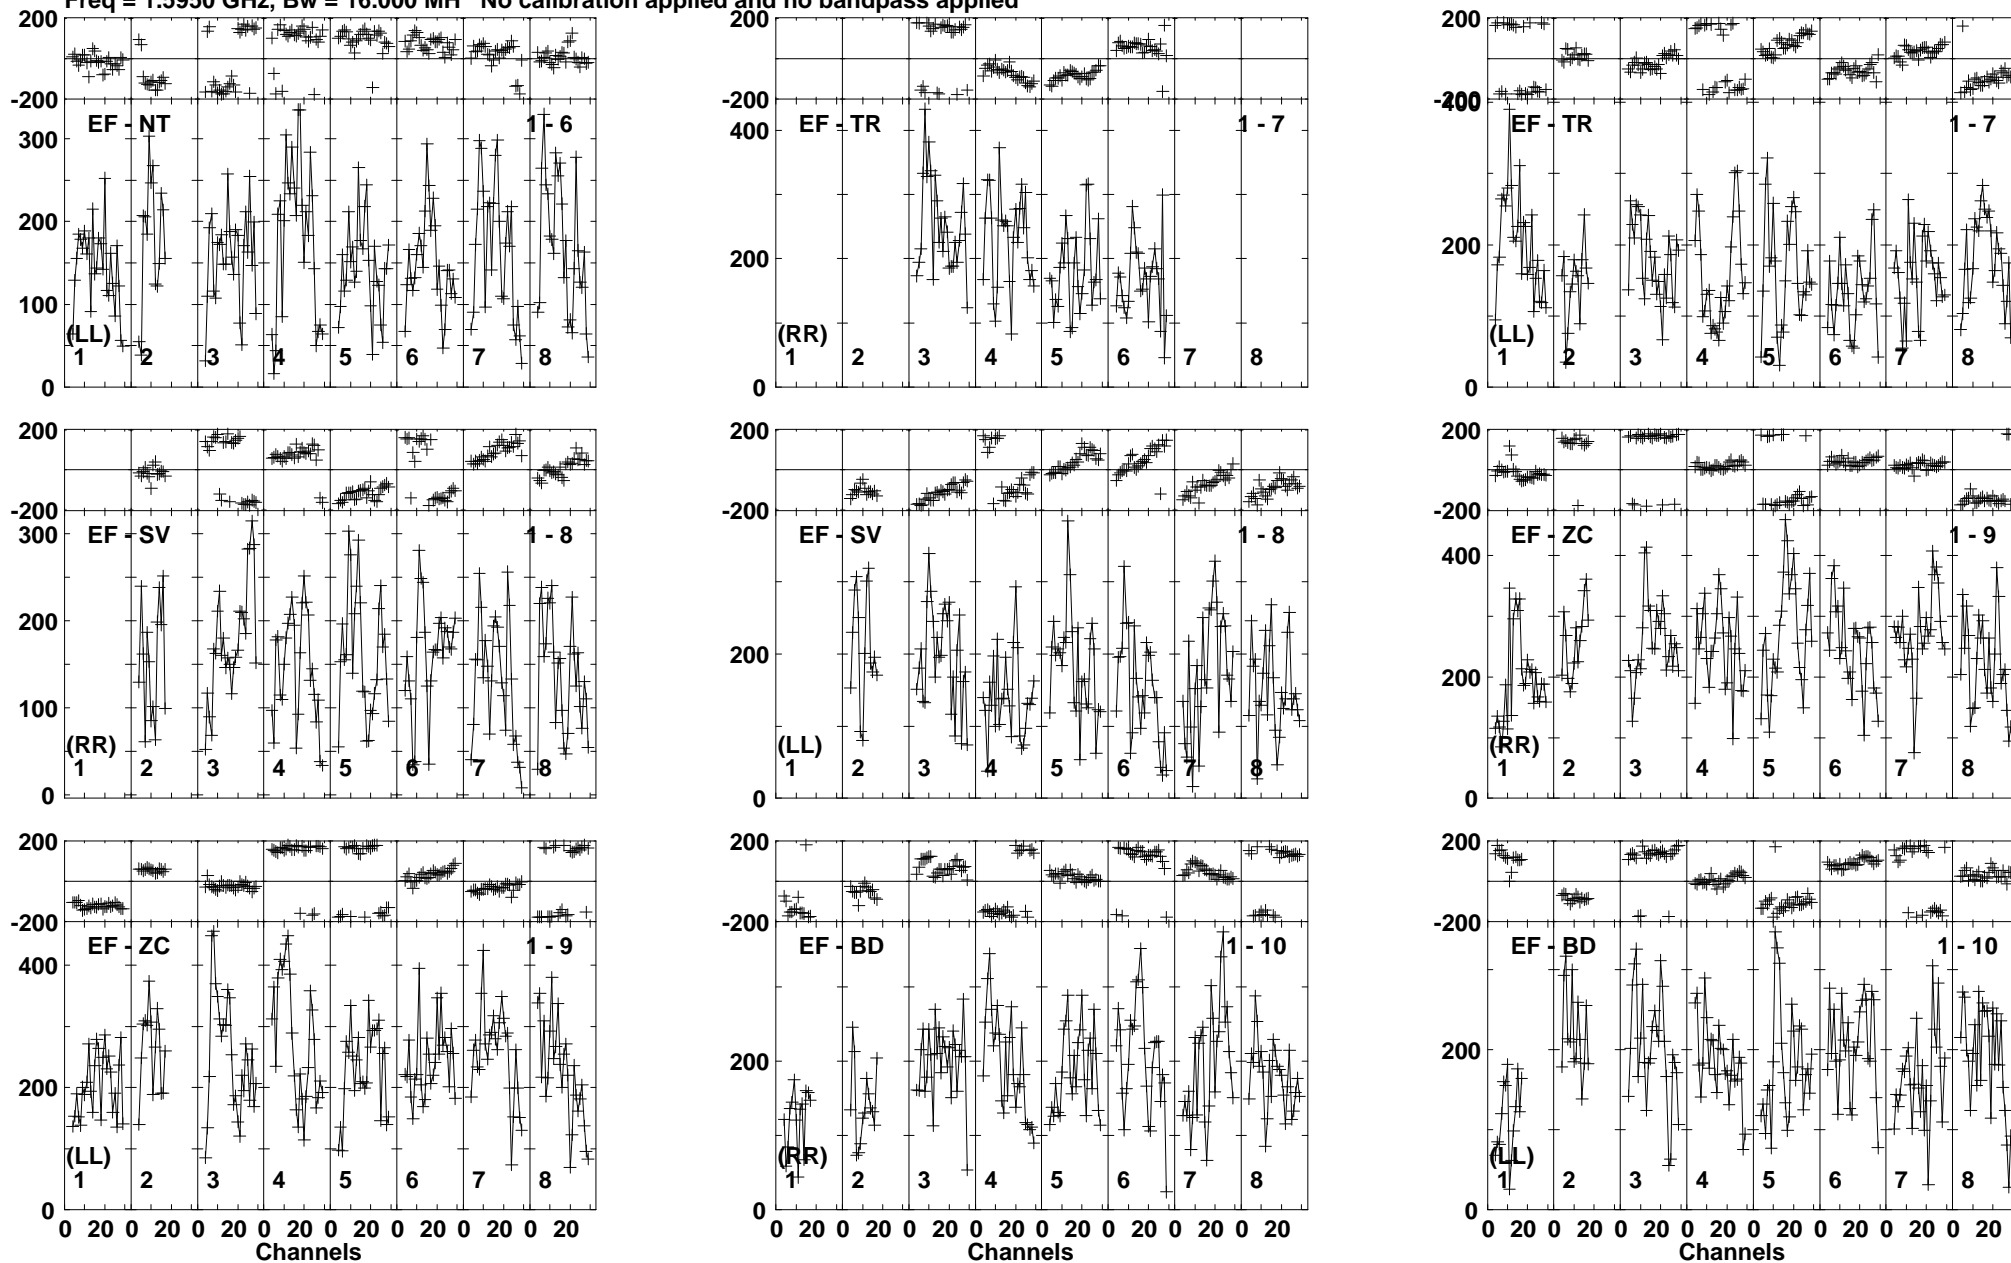 Freq = 1.5950 GHz, Bw = 16.000 MH No calibration applied and no bandpass applied
200 200 200
-200 -200 -200
EF - NT 1 - 6 EF - TR 1 - 7 EF - TR 1 - 7
400 400
300
200 200 200
100
(LL) (RR) (LL)
1 2 3 4 5 6 7 8 1 2 3 4 5 6 7 8 1 2 3 4 5 6 7 8
0 0 0
200 200 200
-200 -200 -200
EF - SV 1 - 8 EF - SV 1 - 8 EF - ZC 1 - 9
300 400
200 200 200
100
(RR) (LL) (RR)
1 2 3 4 5 6 7 8 1 2 3 4 5 6 7 8 1 2 3 4 5 6 7 8
0 0 0
200 200 200
-200 -200 -200
EF - ZC 1 - 9 EF - BD 1 - 10 EF - BD 1 - 10
400
200 200 200
(LL) (RR) (LL)
1 2 3 4 5 6 7 8 1 2 3 4 5 6 7 8 1 2 3 4 5 6 7 8
0 0 0
0 20 0 20 0 20 0 20 0 20 0 20 0 20 0 20 0 20 0 20 0 20 0 20 0 20 0 20 0 20 0 20 0 20 0 20 0 20 0 20 0 20 0 20 0 20 0 20
Channels Channels